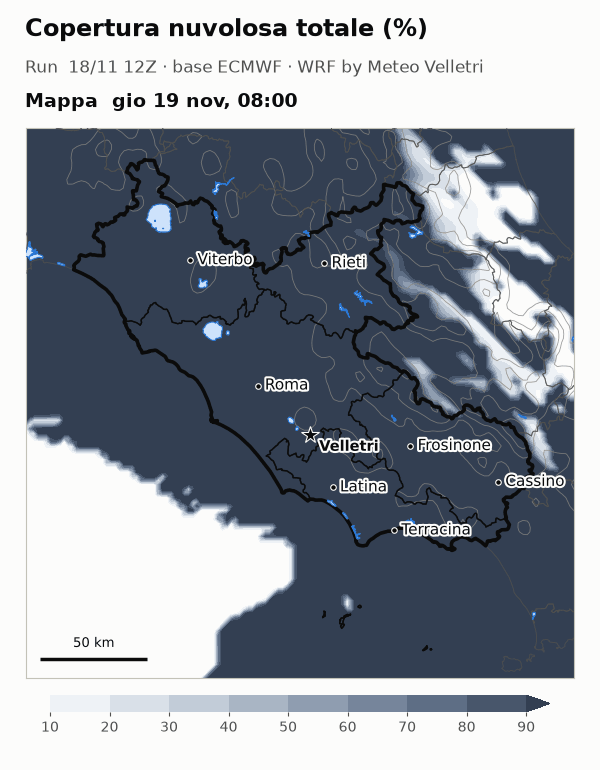 Copertura nuvolosa totale (%)
Run  18/11 12Z · base ECMWF · WRF by Meteo Velletri
Mappa  gio 19 nov, 08:00
Viterbo
Rieti
Roma
Velletri
Frosinone
Cassino
Latina
Terracina
50 km
10 20 30 40 50 60 70 80 90